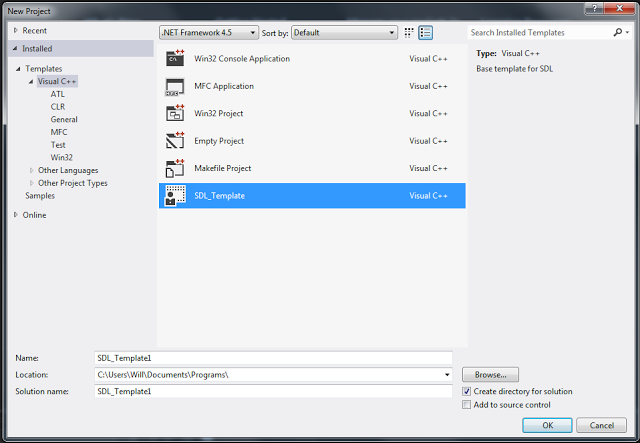 New Project
?
Recent
Installed
Templates
Visual C++
ATL
CLR
General
MFC
Test
Win32
Other Languages
Other Project Types
Samples
Online
.NET Framework 4.5 Sort by: Default
Win32 Console Application Visual C++
MFC Application Visual C++
Win32 Project Visual C++
Empty Project Visual C++
Makefile Project Visual C++
SDL_Template Visual C++
Search Installed Templates
Type: Visual C++
Base template for SDL
Name: SDL_Template1
Location: C:\Users\Will\Documents\Programs\ Browse...
Solution name: SDL_Template1
Create directory for solution
Add to source control
OK Cancel